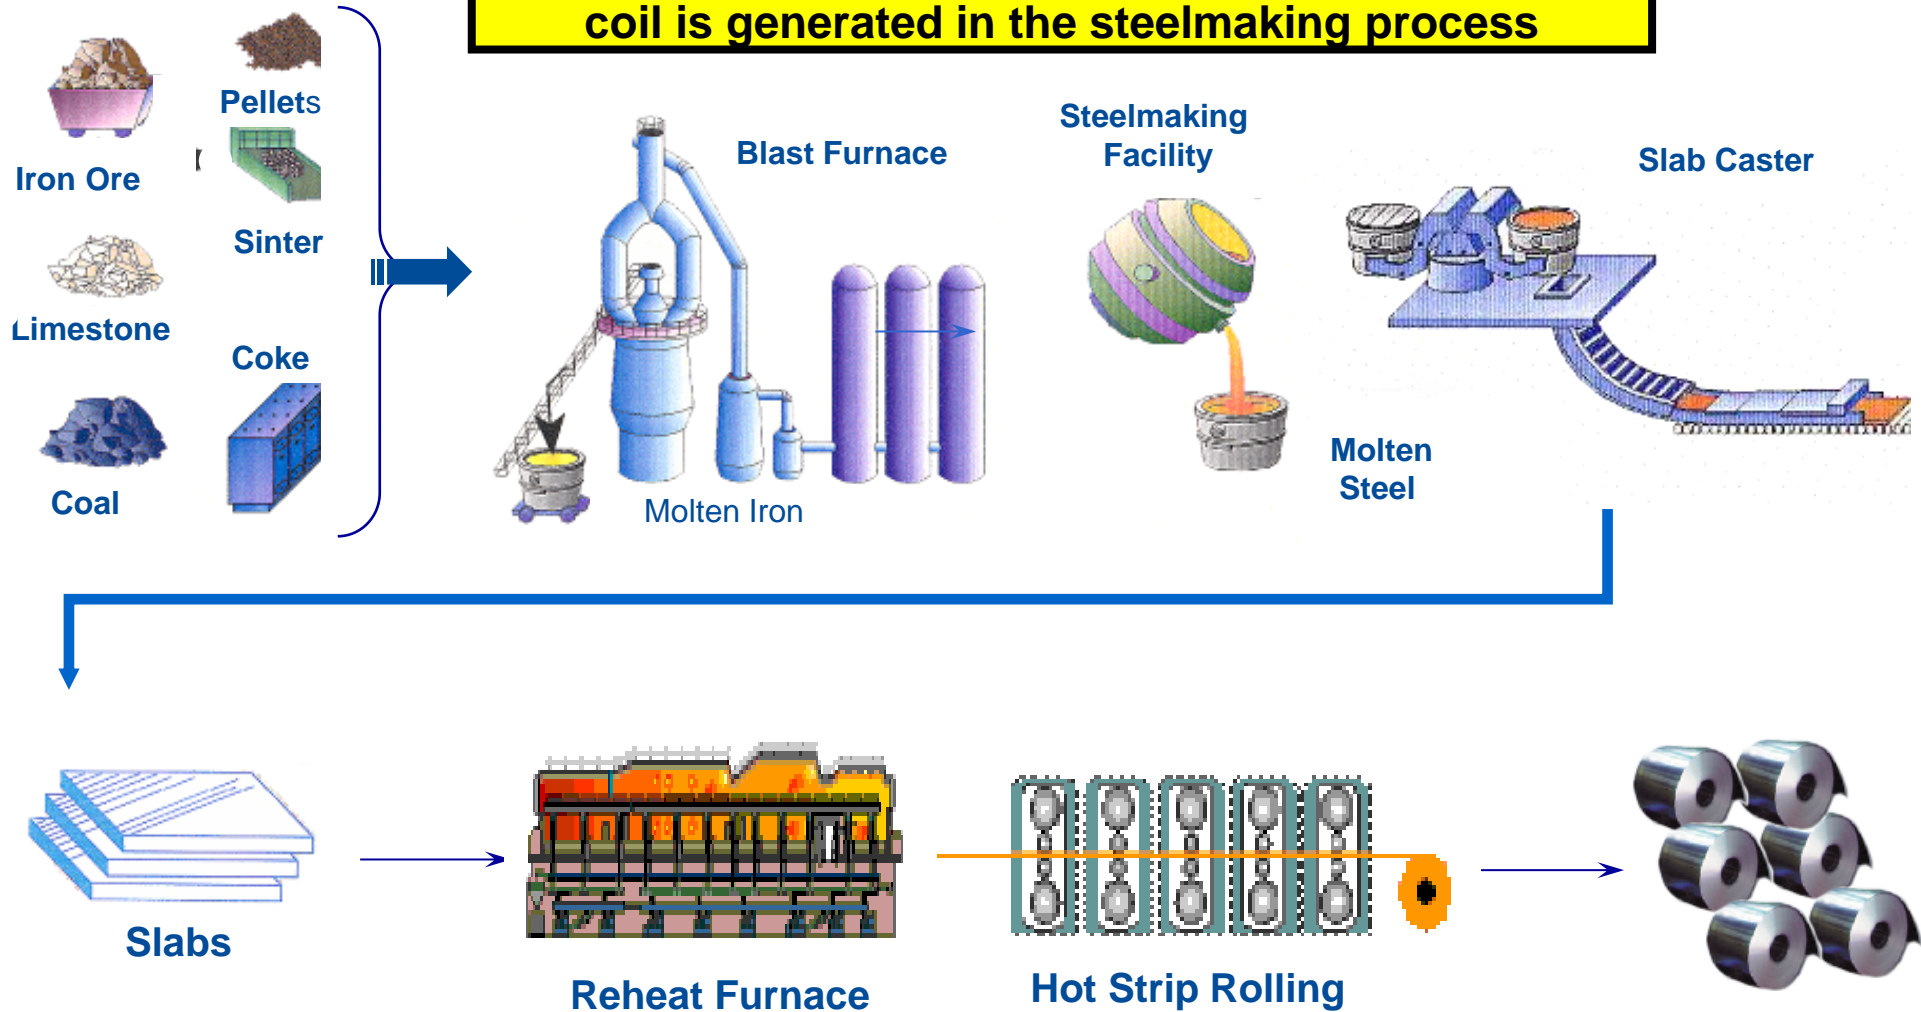 coil is generated in the steelmaking process
Pellets
Iron Ore
Sinter
Limestone
Coke
Coal
Blast Furnace
Molten Iron
Steelmaking
Facility
Molten
Steel
Slab Caster
Slabs
Reheat Furnace
Hot Strip Rolling